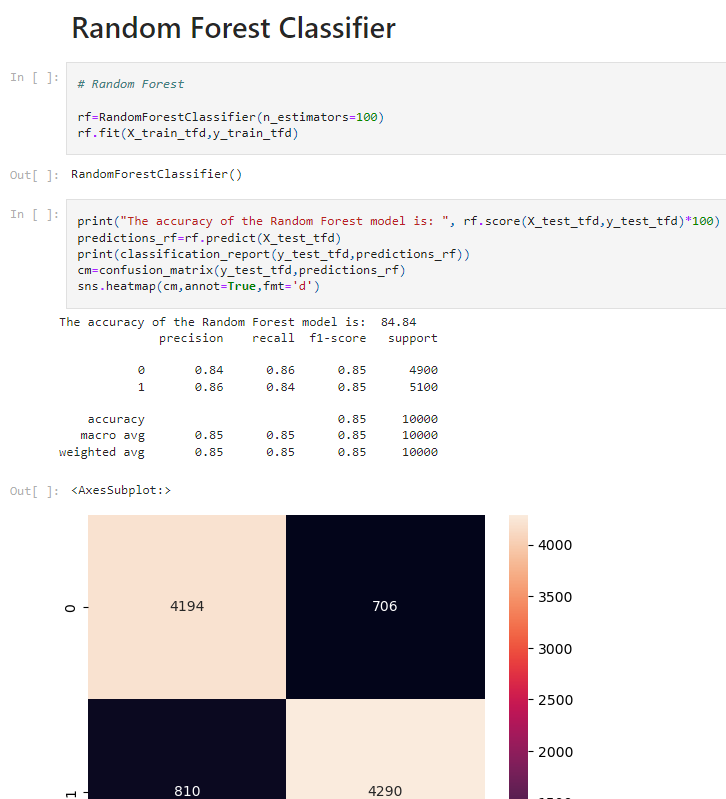 Random Forest Classifier
In [ ]:
# Random Forest
rf=RandomForestClassifier(n_estimators=100)
rf.fit(X_train_tfd,y_train_tfd)
Out[ ]: RandomForestClassifier()
In [ ]:
print("The accuracy of the Random Forest model is: ", rf.score(X_test_tfd,y_test_tfd)*100)
predictions_rf=rf.predict(X_test_tfd)
print(classification_report(y_test_tfd,predictions_rf))
cm=confusion_matrix(y_test_tfd,predictions_rf)
sns.heatmap(cm,annot=True,fmt='d')
The accuracy of the Random Forest model is:  84.84
precision recall f1-score support
0 0.84 0.86 0.85 4900
1 0.86 0.84 0.85 5100
accuracy 0.85 10000
macro avg 0.85 0.85 0.85 10000
weighted avg 0.85 0.85 0.85 10000
Out[ ]: <AxesSubplot:>
0 4194 706
1 810 4290
4000
3500
3000
2500
2000